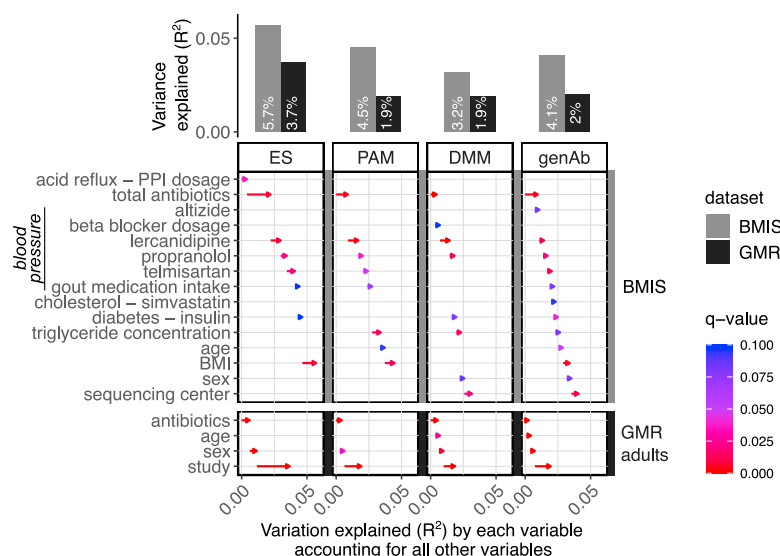 Variance
explained (R²)
0.05
0.00
5.7%
3.7%
4.5%
1.9%
3.2%
1.9%
4.1%
2%
ES
PAM
DMM
genAb
acid reflux − PPI dosage
total antibiotics
altizide
beta blocker dosage
lercanidipine
propranolol
telmisartan
gout medication intake
cholesterol − simvastatin
diabetes − insulin
triglyceride concentration
age
BMI
sex
sequencing center
blood
pressure
BMIS
antibiotics
age
sex
study
GMR
adults
0.00
0.05
0.00
0.05
0.00
0.05
0.00
0.05
Variation explained (R²) by each variable
accounting for all other variables
dataset
BMIS
GMR
q−value
0.100
0.075
0.050
0.025
0.000